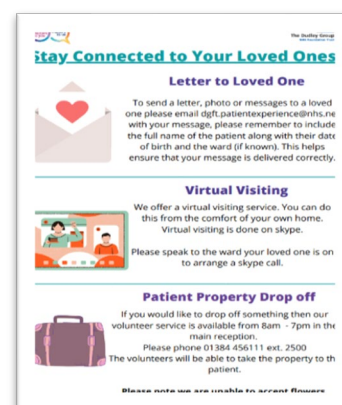 The Dudley Group
Stay Connected to Your Loved Ones
Letter to Loved One
To send a letter, photo or messages to a loved
one please email dgft.patientexperience@nhs.ne
with your message, please remember to include
the full name of the patient along with their date
of birth and the ward (if known). This helps
ensure that your message is delivered correctly.
Virtual Visiting
We offer a virtual visiting service. You can do
this from the comfort of your own home.
Virtual visiting is done on skype.
Please speak to the ward your loved one is on
to arrange a skype call.
Patient Property Drop off
If you would like to drop off something then our
volunteer service is available from 8am - 7pm in the
main reception.
Please phone 01384 456111 ext. 2500
The volunteers will be able to take the property to th
patient.
Please note we are unable to accept flowers